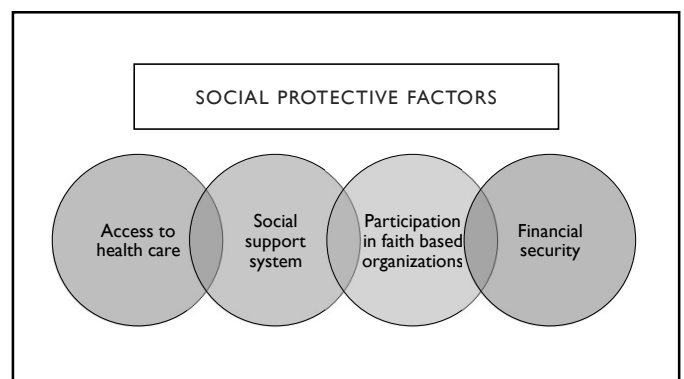 SOCIAL PROTECTIVE FACTORS
Access to
health care
Social
support
system
Participation
in faith based
organizations
Financial
security